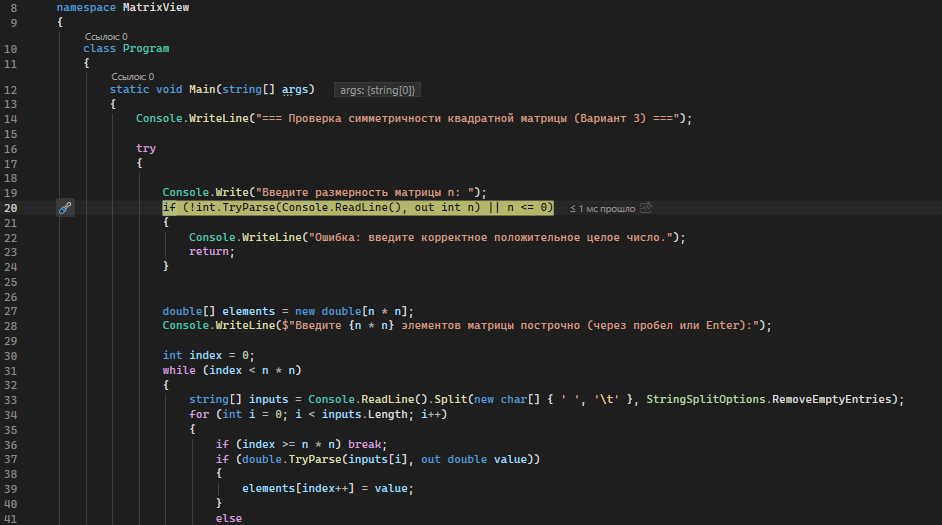 8 namespace MatrixView
9 {
Ссылок: 0
10 class Program
11 {
Ссылок: 0
12 static void Main(string[] args) args: {string[0]}
13 {
14 Console.WriteLine("=== Проверка симметричности квадратной матрицы (Вариант 3) ===");
15
16 try
17 {
18
19 Console.Write("Введите размерность матрицы n: ");
20 if (!int.TryParse(Console.ReadLine(), out int n) || n <= 0) ≤ 1 мс прошло
21 {
22 Console.WriteLine("Ошибка: введите корректное положительное целое число.");
23 return;
24 }
25
26
27 double[] elements = new double[n * n];
28 Console.WriteLine($"Введите {n * n} элементов матрицы построчно (через пробел или Enter):");
29
30 int index = 0;
31 while (index < n * n)
32 {
33 string[] inputs = Console.ReadLine().Split(new char[] { ' ', '\t' }, StringSplitOptions.RemoveEmptyEntries);
34 for (int i = 0; i < inputs.Length; i++)
35 {
36 if (index >= n * n) break;
37 if (double.TryParse(inputs[i], out double value))
38 {
39 elements[index++] = value;
40 }
41 else